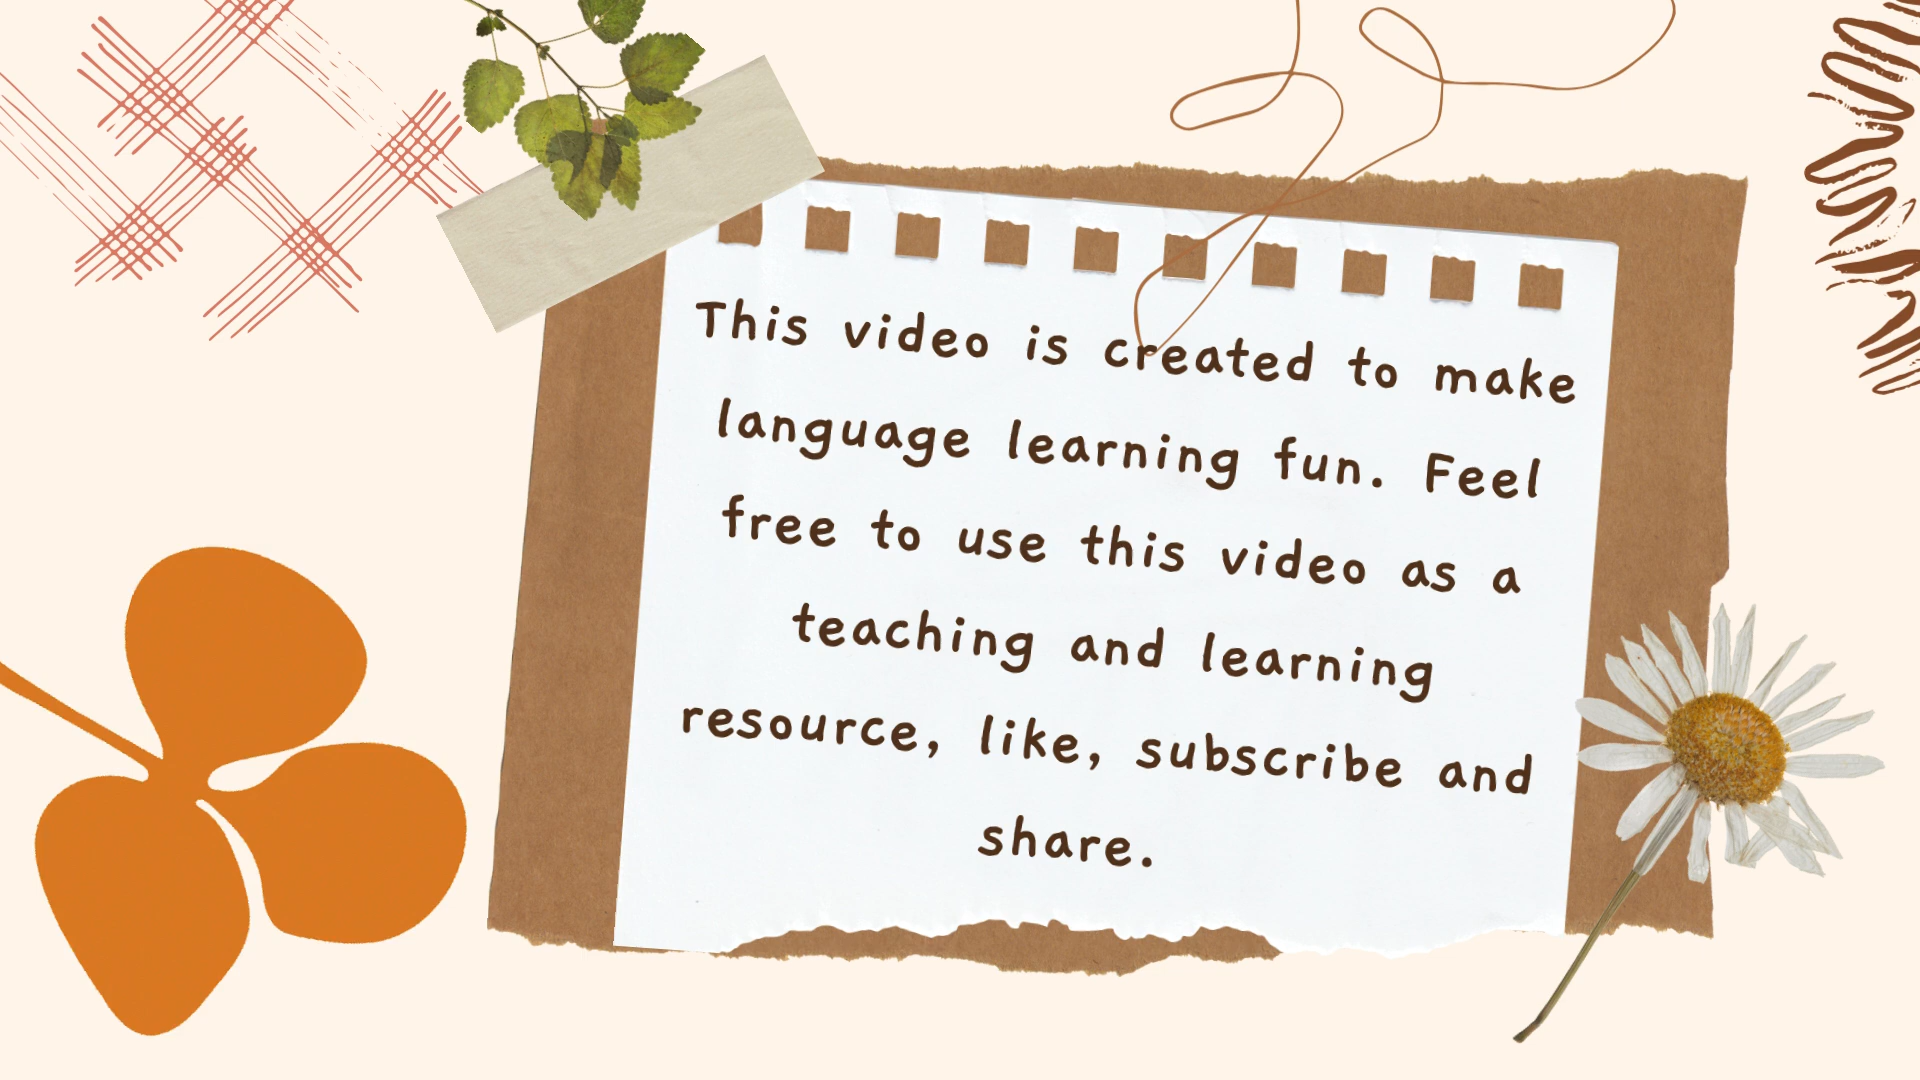 This video is created to make
language learning fun. Feel
free to use this video as a
teaching and learning
resource, like, subscribe and
share.